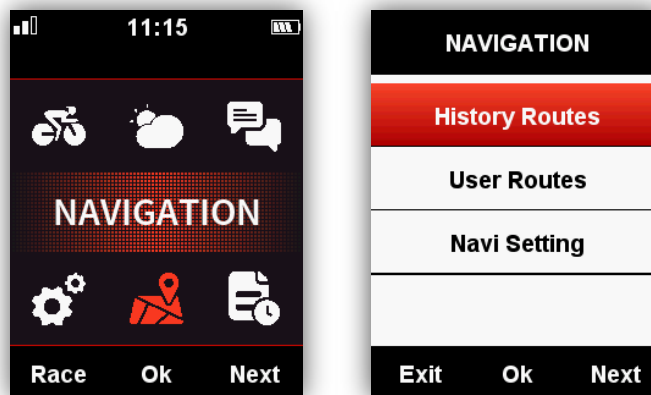 11:15
NAVIGATION
Race Ok Next
NAVIGATION
History Routes
User Routes
Navi Setting
Exit Ok Next